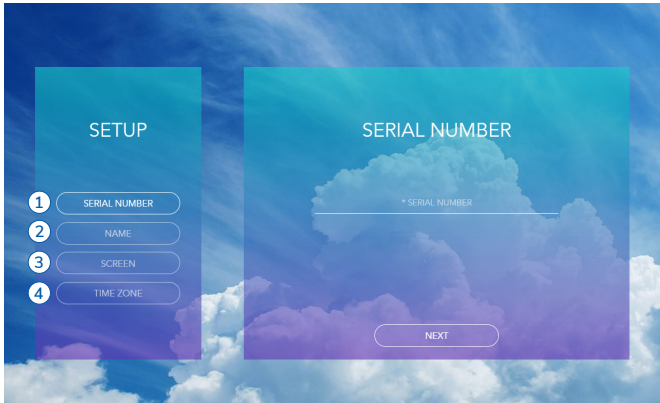 SETUP
1 SERIAL NUMBER
2 NAME
3 SCREEN
4 TIME ZONE
SERIAL NUMBER
* SERIAL NUMBER
NEXT